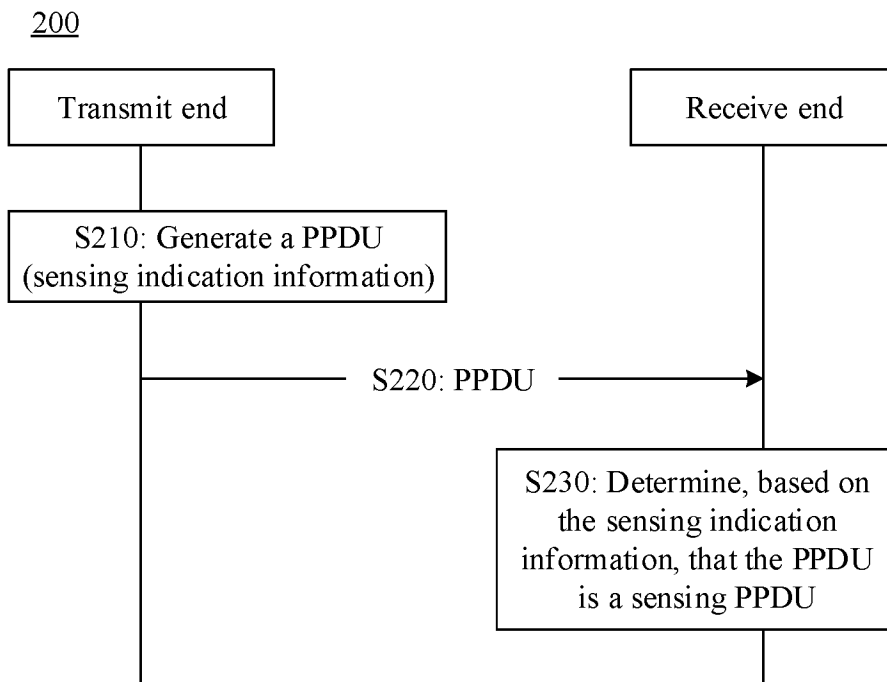 200
Transmit end
Receive end
S210: Generate a PPDU
(sensing indication information)
S220: PPDU
S230: Determine, based on
the sensing indication
information, that the PPDU
is a sensing PPDU